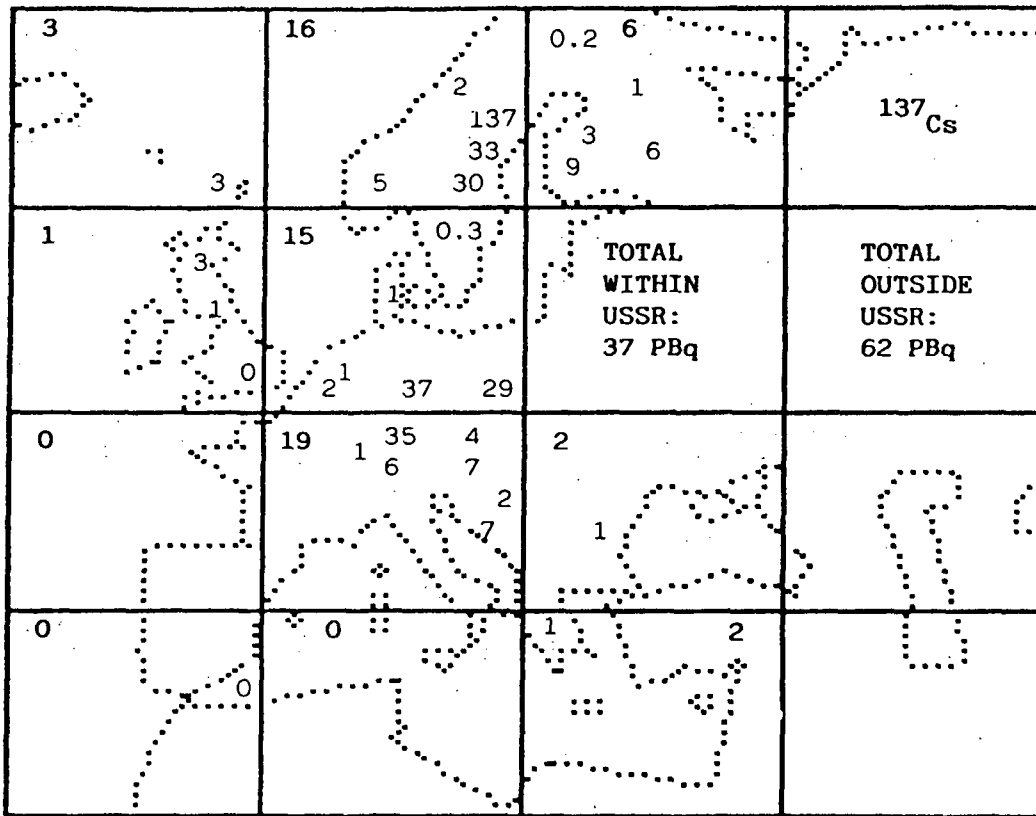 3 16 0.2 6
2 1
137 ¹³⁷Cs
33 3 6
3 5 30 9
1 15 0.3 TOTAL TOTAL
3 WITHIN OUTSIDE
1 1 USSR: USSR:
37 PBq 62 PBq
0 2 1 37 29
0 19 1 35 4 2
6 7
2
7 1
0 0 1 2
0